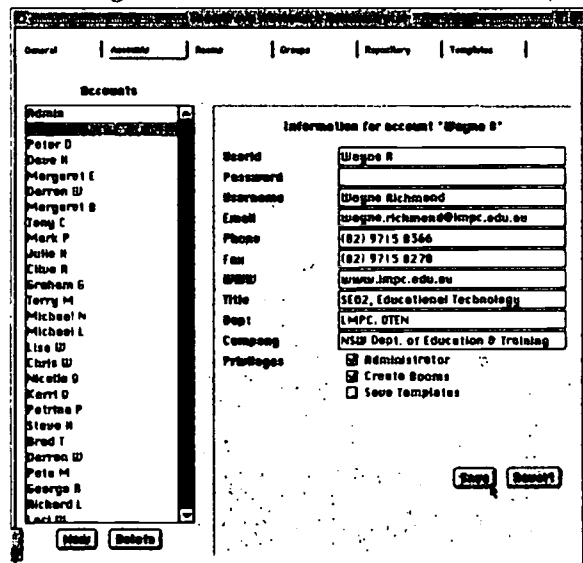 General Accounts Rooms Groups Repository Templates
Accounts
Admin
Peter D
Dave H
Margaret E
Darren W
Margaret B
Tony C
Mark P
Julie H
Clive R
Graham G
Terry M
Michael N
Michael L
Lisa W
Chris W
Nicolle G
Kerri D
Petrina P
Steve H
Brad T
Darren W
Pete M
George R
Richard L
Lori W
New Delete
Information for account "Wayne R"
Userid Wayne R
Password
Username Wayne Richmond
Email wayne.richmond@lmpc.edu.au
Phone (82) 9715 8366
Fax (82) 9715 8278
WWW www.lmpc.edu.au
Title SEO2, Educational Technology
Dept LMPC, OTEN
Company NSW Dept. of Education & Training
Privileges Administrator
Create Rooms
Save Templates
Save Revert